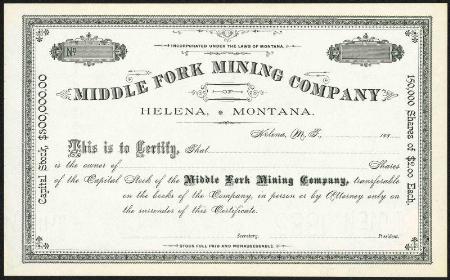 No.
INCORPORATED UNDER THE LAWS OF MONTANA.
MIDDLE FORK MINING COMPANY
OF
HELENA, MONTANA.
Capital Stock, $300,000.00
150,000 Shares of $2.00 Each.
Helena, M. T., 188
This is to Certify, That
is the owner of Shares
of the Capital Stock of the Middle Fork Mining Company, transferable
on the books of the Company, in person or by Attorney only on
the surrender of this Certificate.
Secretary. President.
STOCK FULL PAID AND NONASSESSABLE.